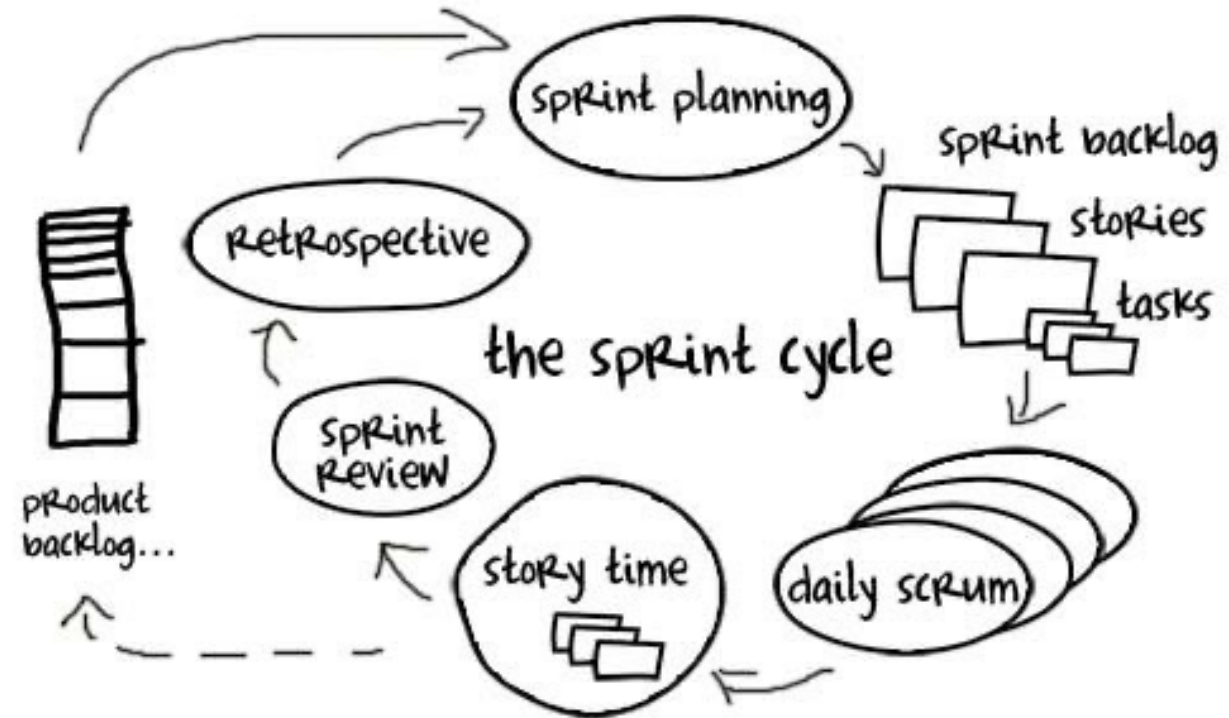 sprint planning
sprint backlog
stories
tasks
retrospective
the sprint cycle
sprint
review
product
backlog...
story time
daily scrum